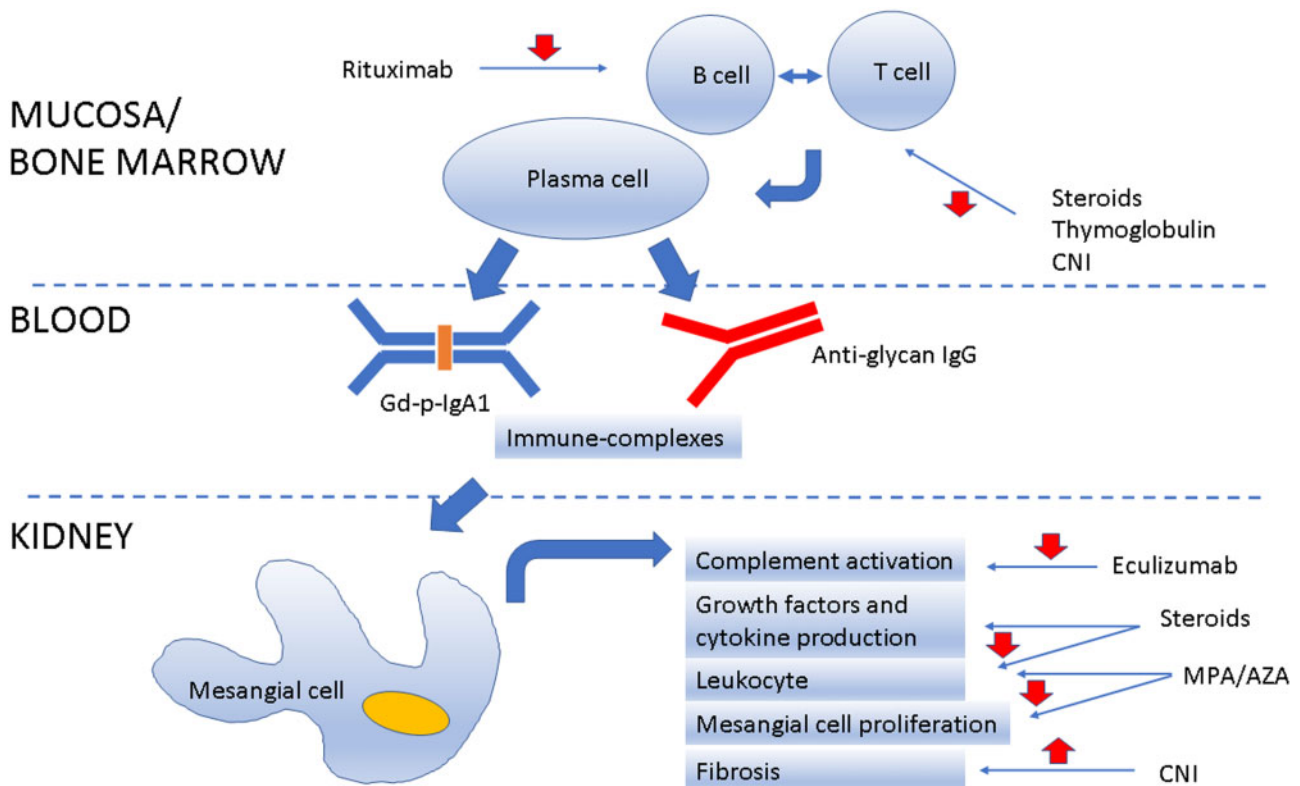 Rituximab
B cell
T cell
MUCOSA/
BONE MARROW
Plasma cell
Steroids
Thymoglobulin
CNI
BLOOD
Anti-glycan IgG
Gd-p-IgA1
Immune-complexes
KIDNEY
Complement activation
Eculizumab
Growth factors and
cytokine production
Steroids
Leukocyte
MPA/AZA
Mesangial cell
Mesangial cell proliferation
Fibrosis
CNI